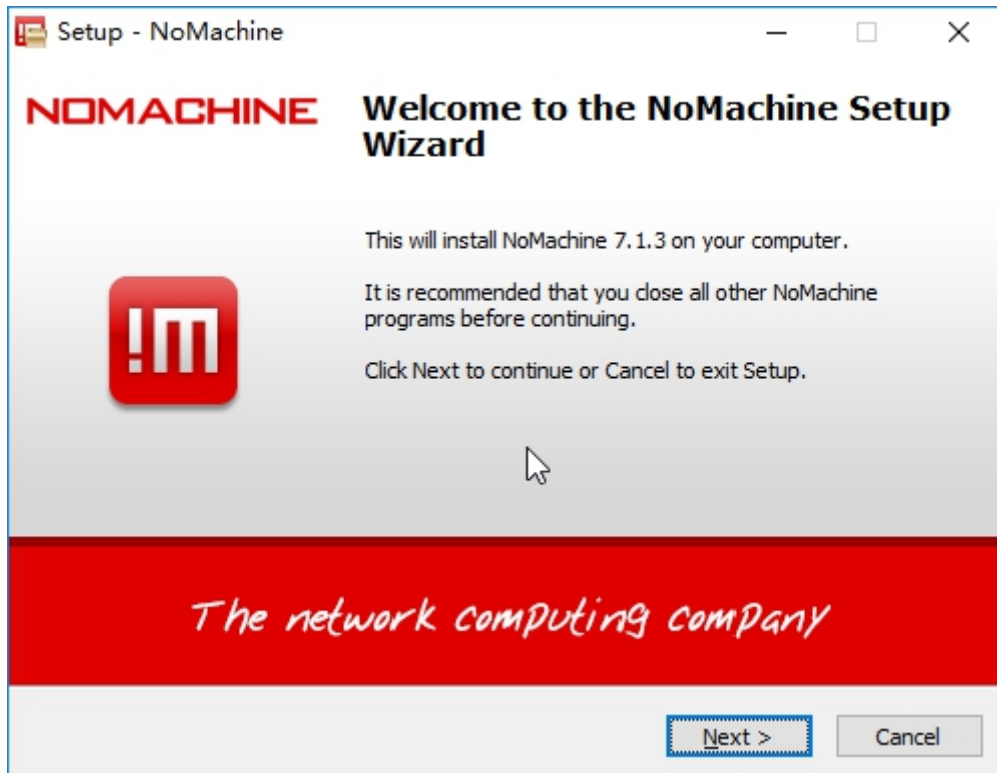 Setup - NoMachine
NOMACHINE
Welcome to the NoMachine Setup
Wizard
This will install NoMachine 7.1.3 on your computer.
It is recommended that you close all other NoMachine
programs before continuing.
Click Next to continue or Cancel to exit Setup.
!M
The network computing company
Next >
Cancel